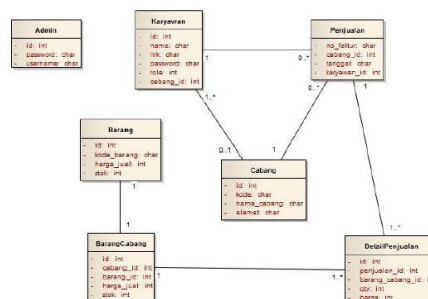 Admin
- id: int
- password: char
- username: char
Karyawan
- id: int
- nama: char
- nik: char
- password: char
- role: int
- cabang_id: int
Penjualan
- no_faktur: char
- cabang_id: int
- tanggal: char
- karyawan_id: int
1
0..*
1..*
0..*
1
0..1
1
Barang
- id: int
- kode_barang: char
- harga_jual: int
- stok: int
Cabang
- id: int
- kode: char
- nama_cabang: char
- alamat: char
1
1
1..*
BarangCabang
- id: int
- cabang_id: int
- barang_id: int
- harga_jual: int
- stok: int
1
1..*
DetailPenjualan
- id: int
- penjualan_id: int
- barang_cabang_id: int
- qty: int
- harga: int